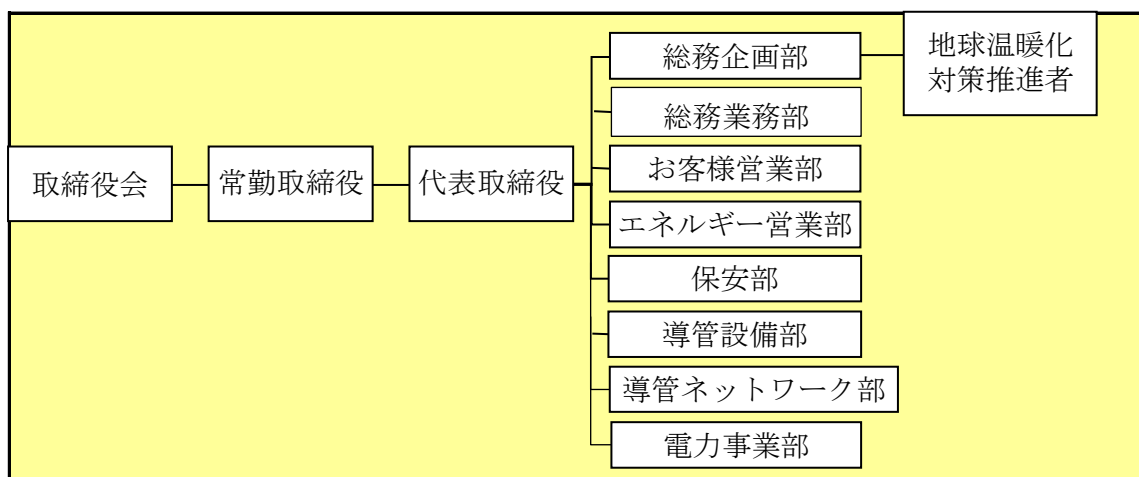 取締役会
常勤取締役
代表取締役
総務企画部
地球温暖化
対策推進者
総務業務部
お客様営業部
エネルギー営業部
保安部
導管設備部
導管ネットワーク部
電力事業部